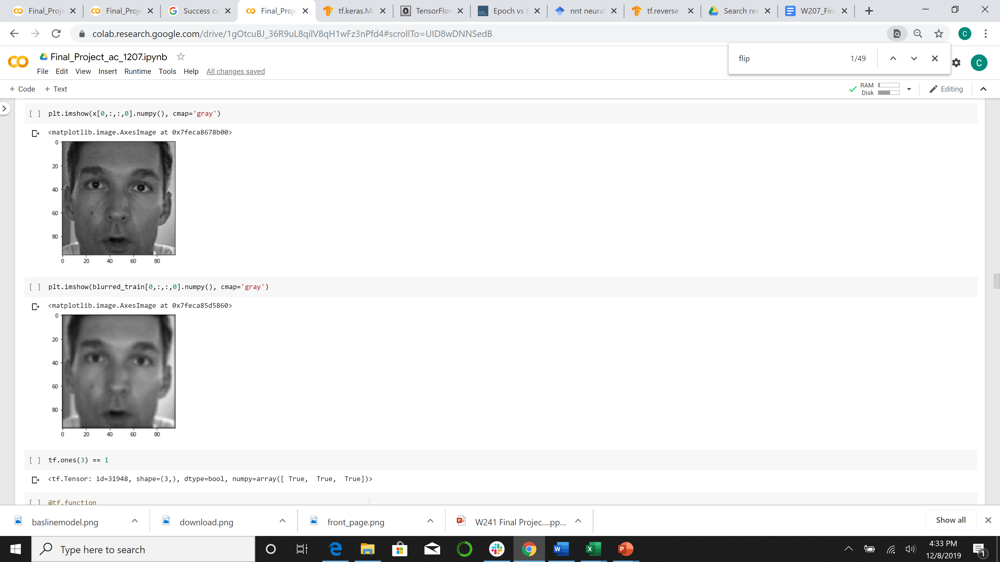 Final_Proje
Final_Proje
Success co
Final_Proje
tf.keras.Mo
TensorFlov
Epoch vs
nnt neural
tf.reverse
Search res
W207_Fina
colab.research.google.com/drive/1gOtcuBJ_36R9uL8qilV8qH1wFz3nPfd4#scrollTo=UID8wDNNSedB
C
flip 1/49
Final_Project_ac_1207.ipynb
File Edit View Insert Runtime Tools Help All changes saved
C
+ Code + Text
RAM
Disk
Editing
[ ] plt.imshow(x[0,:,:,0].numpy(), cmap='gray')
<matplotlib.image.AxesImage at 0x7feca8678b00>
0
20
40
60
80
0 20 40 60 80
[ ] plt.imshow(blurred_train[0,:,:,0].numpy(), cmap='gray')
<matplotlib.image.AxesImage at 0x7feca85d5860>
0
20
40
60
80
0 20 40 60 80
[ ] tf.ones(3) == 1
<tf.Tensor: id=31948, shape=(3,), dtype=bool, numpy=array([ True,  True,  True])>
[ ] @tf.function
baslinemodel.png
download.png
front_page.png
W241 Final Projec....pp...
Show all
Type here to search
4:33 PM
12/8/2019
1